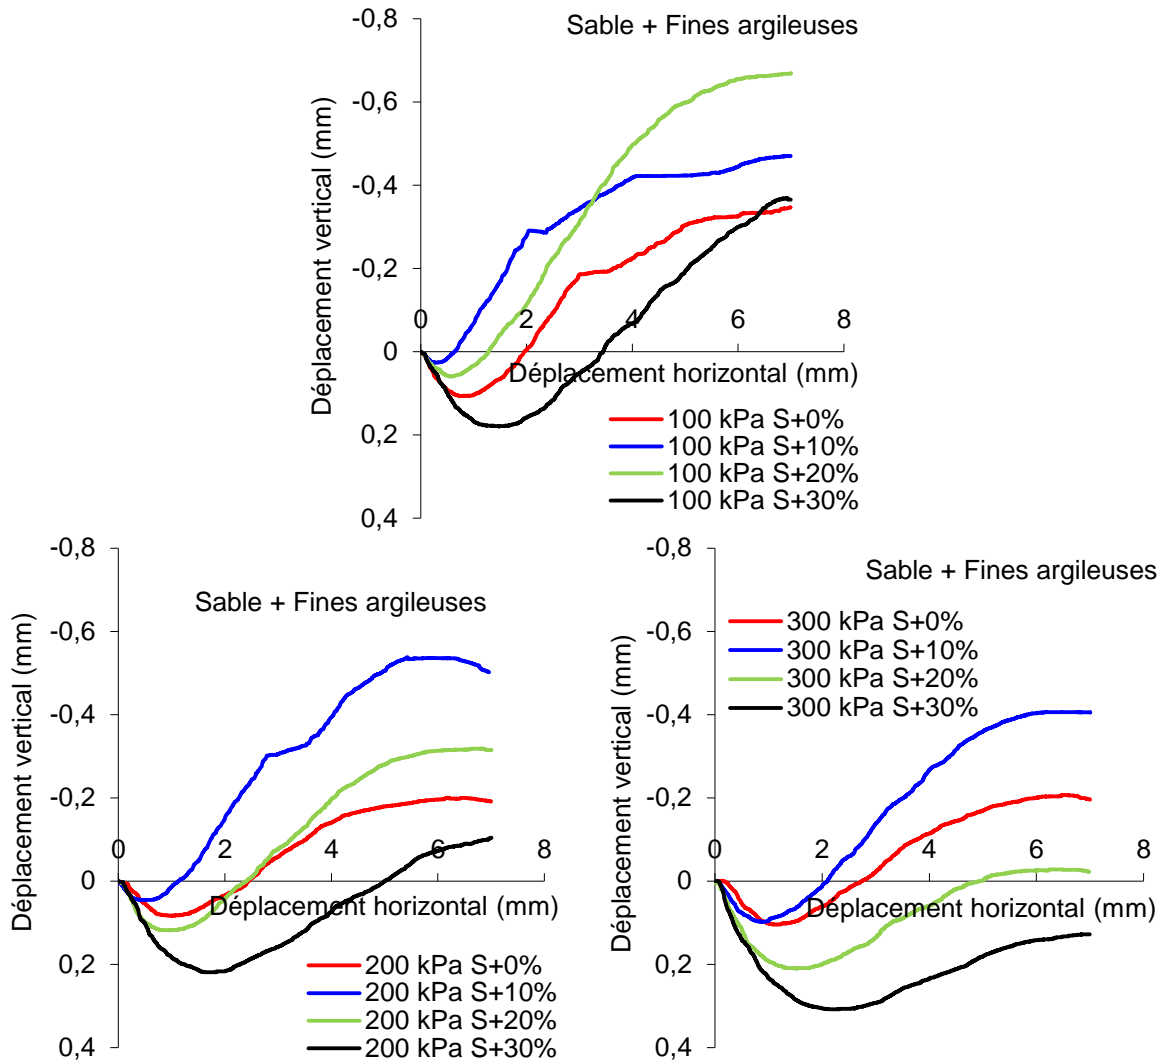 Sable + Fines argileuses
Déplacement vertical (mm)
-0,8
-0,6
-0,4
-0,2
0
0,2
0,4
0 2 4 6 8
Déplacement horizontal (mm)
100 kPa S+0%
100 kPa S+10%
100 kPa S+20%
100 kPa S+30%
Sable + Fines argileuses
Déplacement vertical (mm)
-0,8
-0,6
-0,4
-0,2
0
0,2
0,4
0 2 4 6 8
Déplacement horizontal (mm)
200 kPa S+0%
200 kPa S+10%
200 kPa S+20%
200 kPa S+30%
Sable + Fines argileuses
300 kPa S+0%
300 kPa S+10%
300 kPa S+20%
300 kPa S+30%
Déplacement vertical (mm)
-0,8
-0,6
-0,4
-0,2
0
0,2
0,4
0 2 4 6 8
Déplacement horizontal (mm)